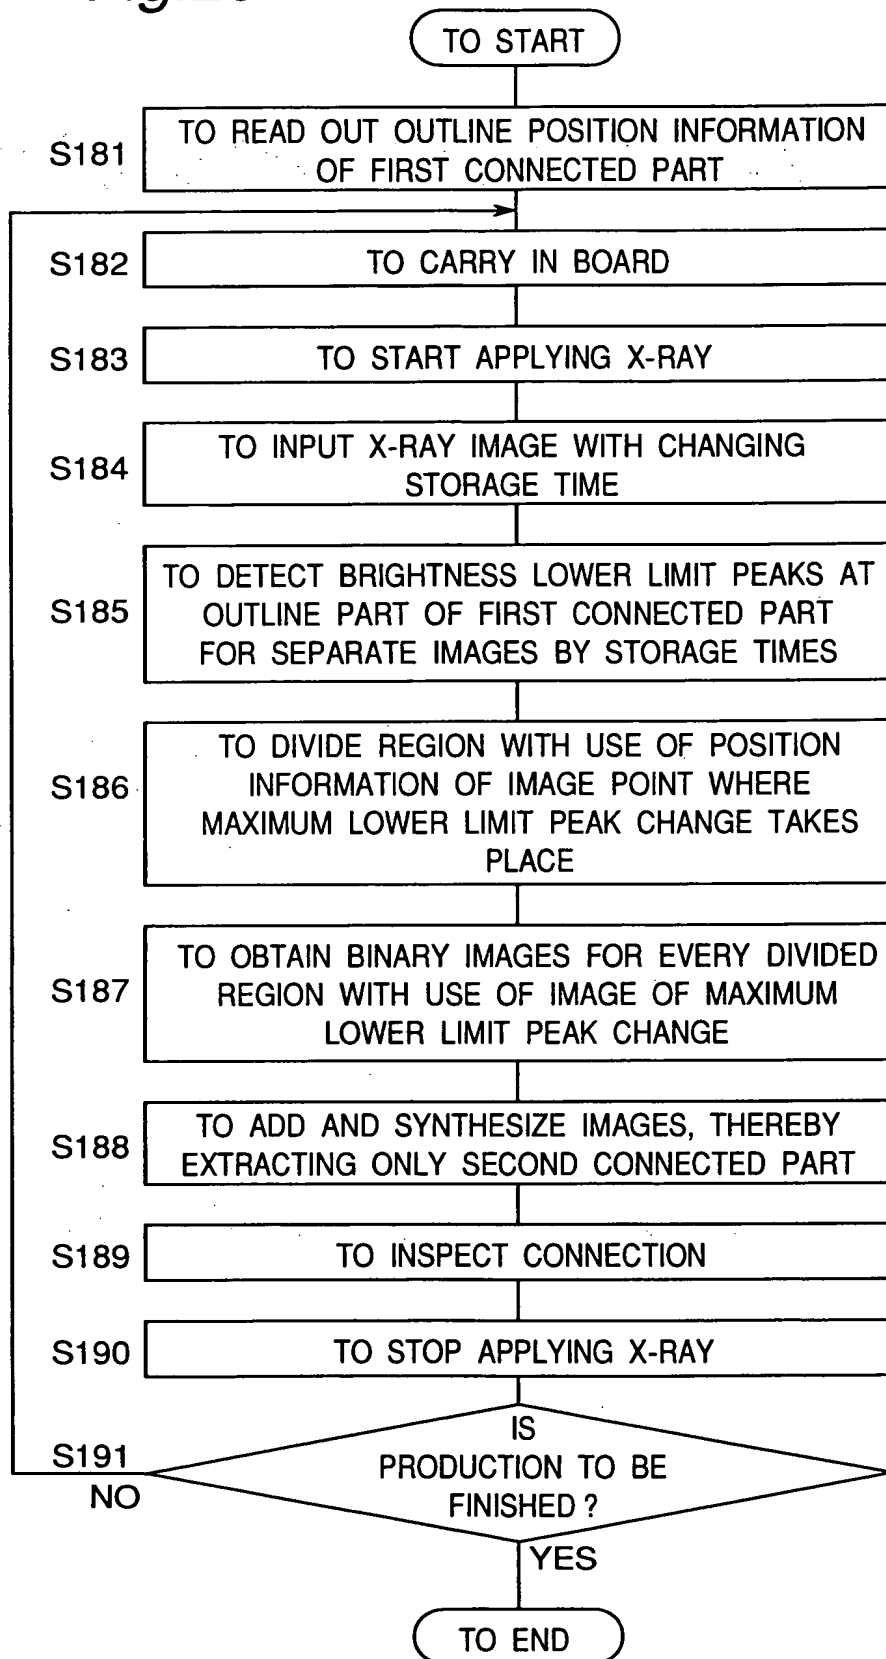 TO START
S181
TO READ OUT OUTLINE POSITION INFORMATION
OF FIRST CONNECTED PART
S182
TO CARRY IN BOARD
S183
TO START APPLYING X-RAY
S184
TO INPUT X-RAY IMAGE WITH CHANGING
STORAGE TIME
S185
TO DETECT BRIGHTNESS LOWER LIMIT PEAKS AT
OUTLINE PART OF FIRST CONNECTED PART
FOR SEPARATE IMAGES BY STORAGE TIMES
S186
TO DIVIDE REGION WITH USE OF POSITION
INFORMATION OF IMAGE POINT WHERE
MAXIMUM LOWER LIMIT PEAK CHANGE TAKES
PLACE
S187
TO OBTAIN BINARY IMAGES FOR EVERY DIVIDED
REGION WITH USE OF IMAGE OF MAXIMUM
LOWER LIMIT PEAK CHANGE
S188
TO ADD AND SYNTHESIZE IMAGES, THEREBY
EXTRACTING ONLY SECOND CONNECTED PART
S189
TO INSPECT CONNECTION
S190
TO STOP APPLYING X-RAY
S191
IS
PRODUCTION TO BE
FINISHED ?
NO
YES
TO END